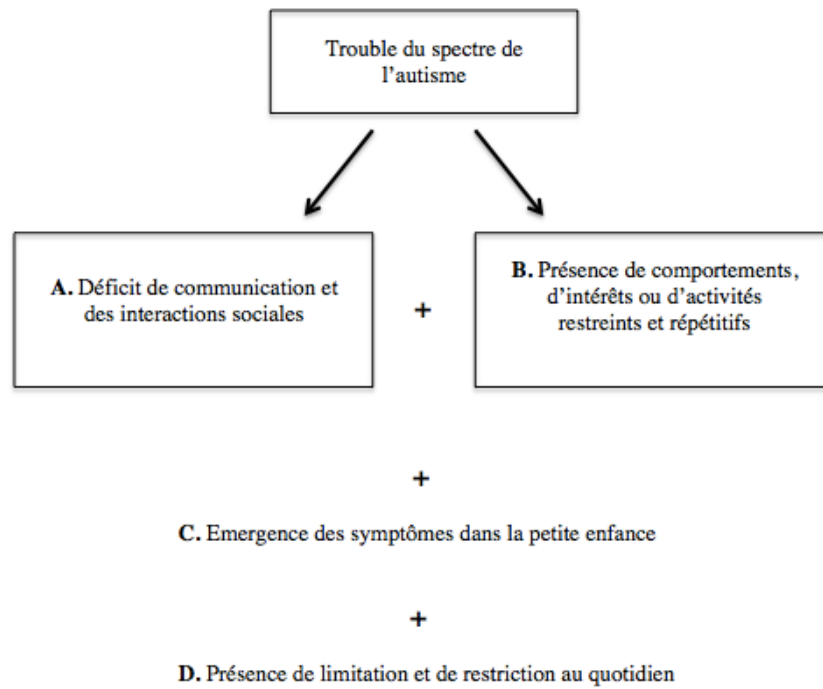 Trouble du spectre de
l’autisme
A. Déficit de communication et
des interactions sociales
+
B. Présence de comportements,
d’intérêts ou d’activités
restreints et répétitifs
+
C. Emergence des symptômes dans la petite enfance
+
D. Présence de limitation et de restriction au quotidien